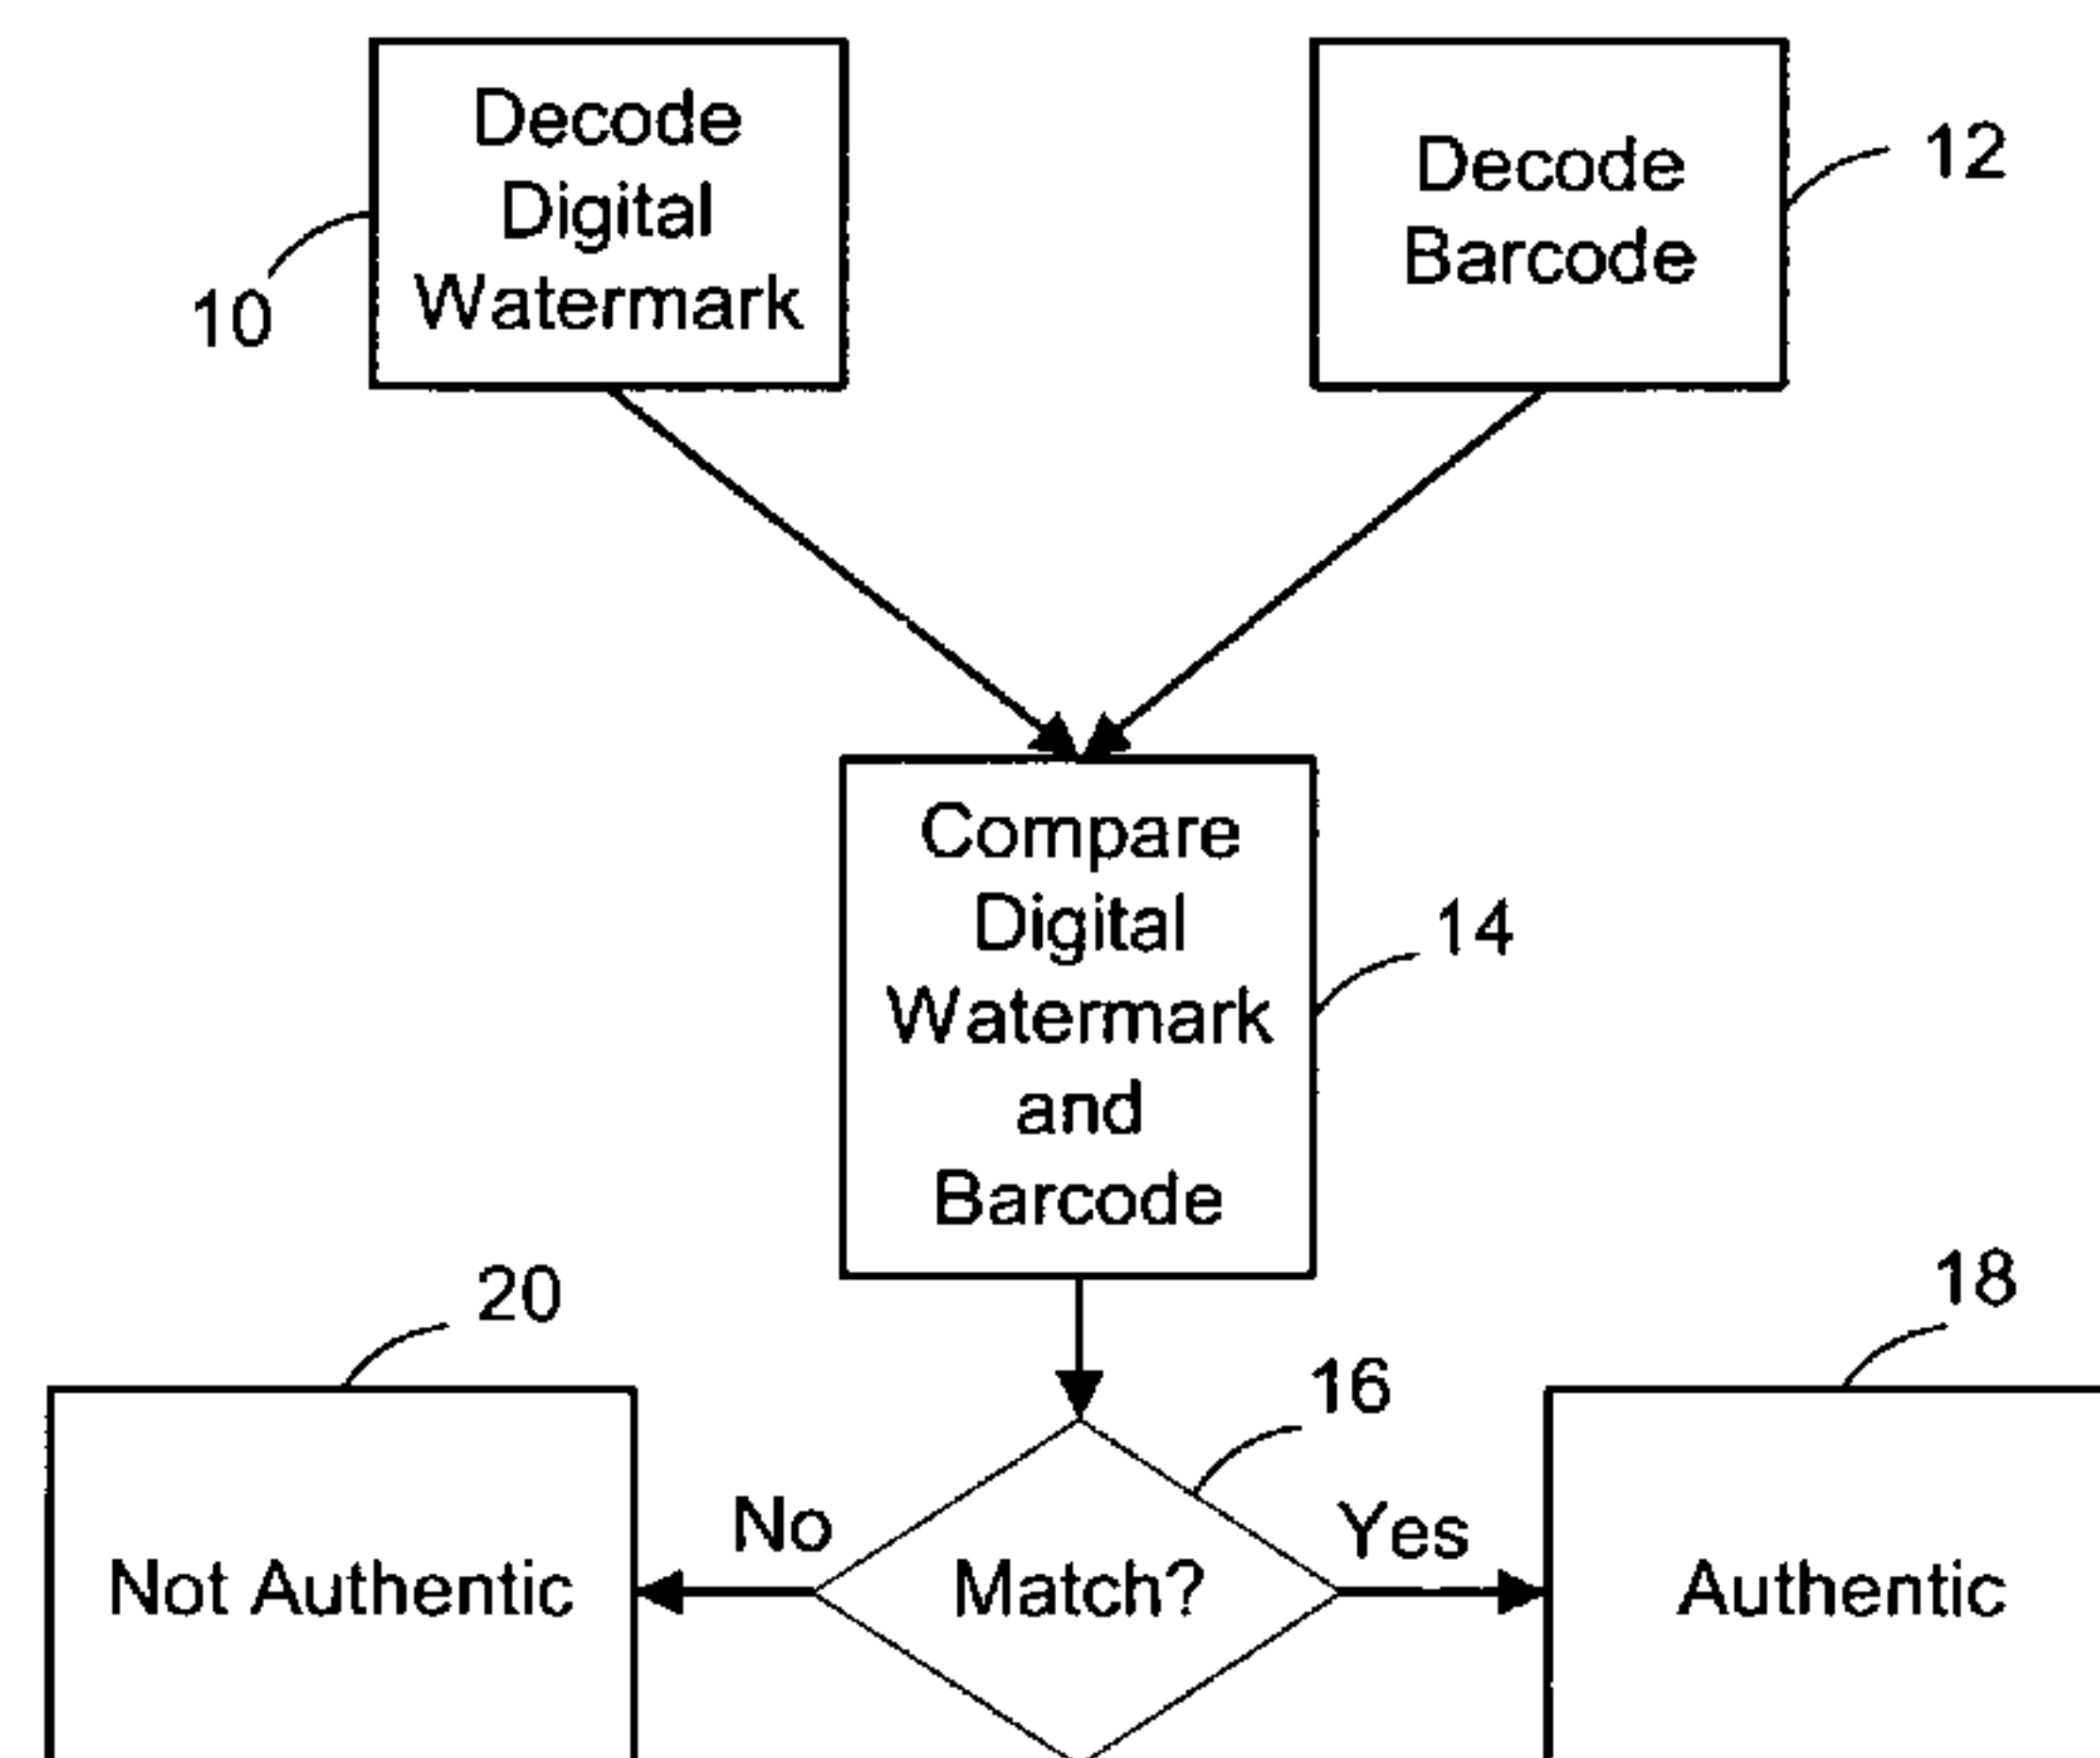 Decode
Digital
Watermark
10
Decode
Barcode
12
Compare
Digital
Watermark
and
Barcode
14
20
Not Authentic
No
16
Match?
Yes
18
Authentic